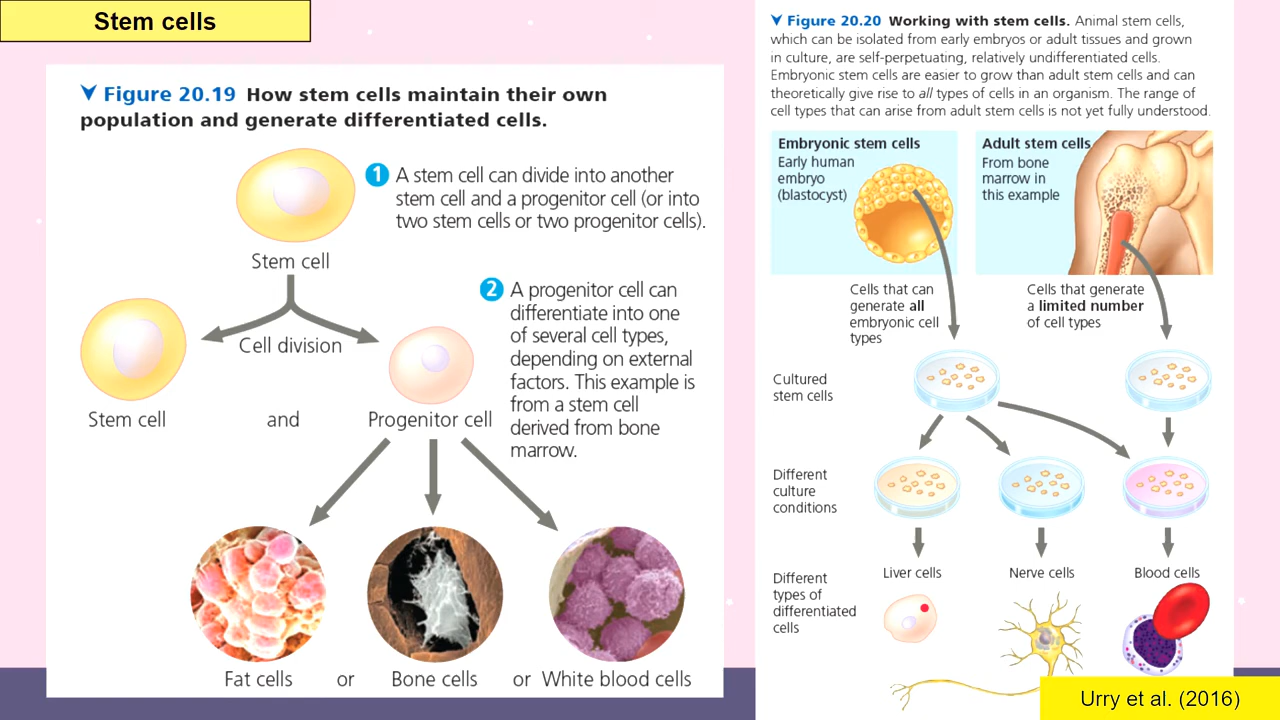 Stem cells
Figure 20.19 How stem cells maintain their own
population and generate differentiated cells.
1 A stem cell can divide into another
stem cell and a progenitor cell (or into
two stem cells or two progenitor cells).
Stem cell
2 A progenitor cell can
differentiate into one
of several cell types,
depending on external
factors. This example is
from a stem cell
derived from bone
marrow.
Cell division
Stem cell
and
Progenitor cell
Fat cells or Bone cells or White blood cells
Figure 20.20 Working with stem cells. Animal stem cells,
which can be isolated from early embryos or adult tissues and grown
in culture, are self-perpetuating, relatively undifferentiated cells.
Embryonic stem cells are easier to grow than adult stem cells and can
theoretically give rise to all types of cells in an organism. The range of
cell types that can arise from adult stem cells is not yet fully understood.
Embryonic stem cells
Early human
embryo
(blastocyst)
Adult stem cells
From bone
marrow in
this example
Cells that can
generate all
embryonic cell
types
Cells that generate
a limited number
of cell types
Cultured
stem cells
Different
culture
conditions
Liver cells
Nerve cells
Blood cells
Different
types of
differentiated
cells
Urry et al. (2016)